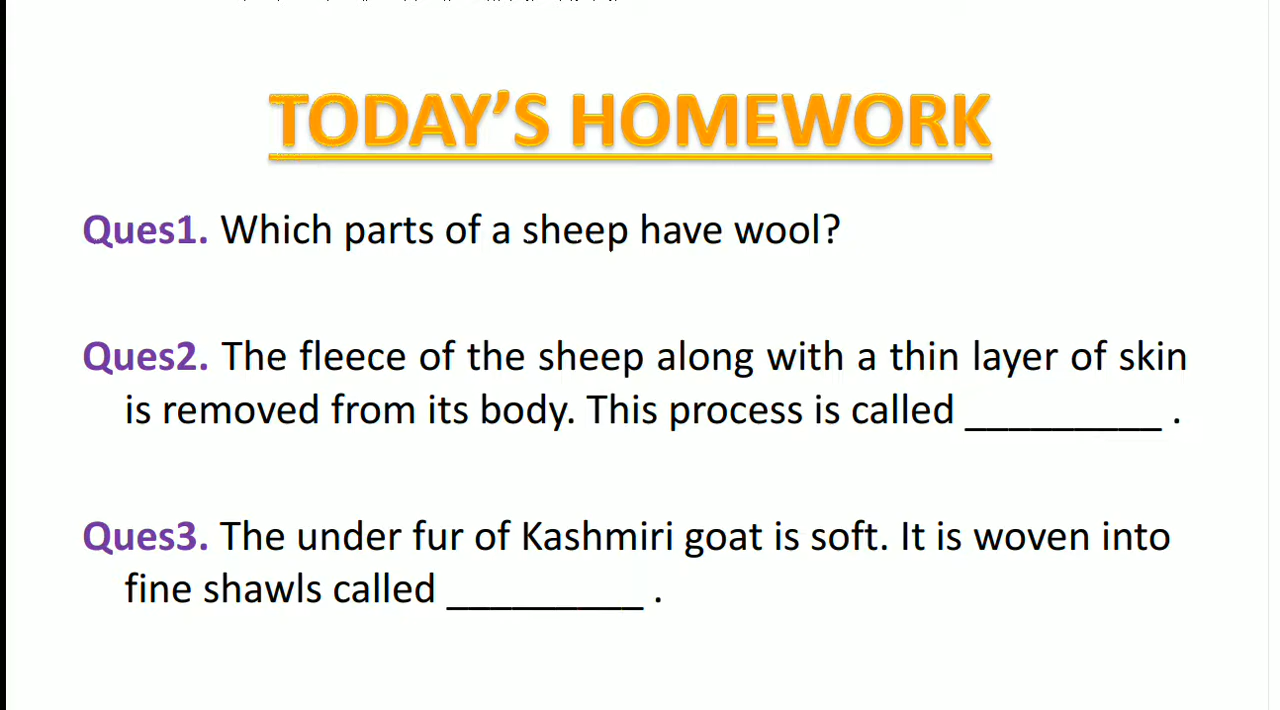 TODAY’S HOMEWORK
Ques1. Which parts of a sheep have wool?
Ques2. The fleece of the sheep along with a thin layer of skin
is removed from its body. This process is called _________ .
Ques3. The under fur of Kashmiri goat is soft. It is woven into
fine shawls called _________ .